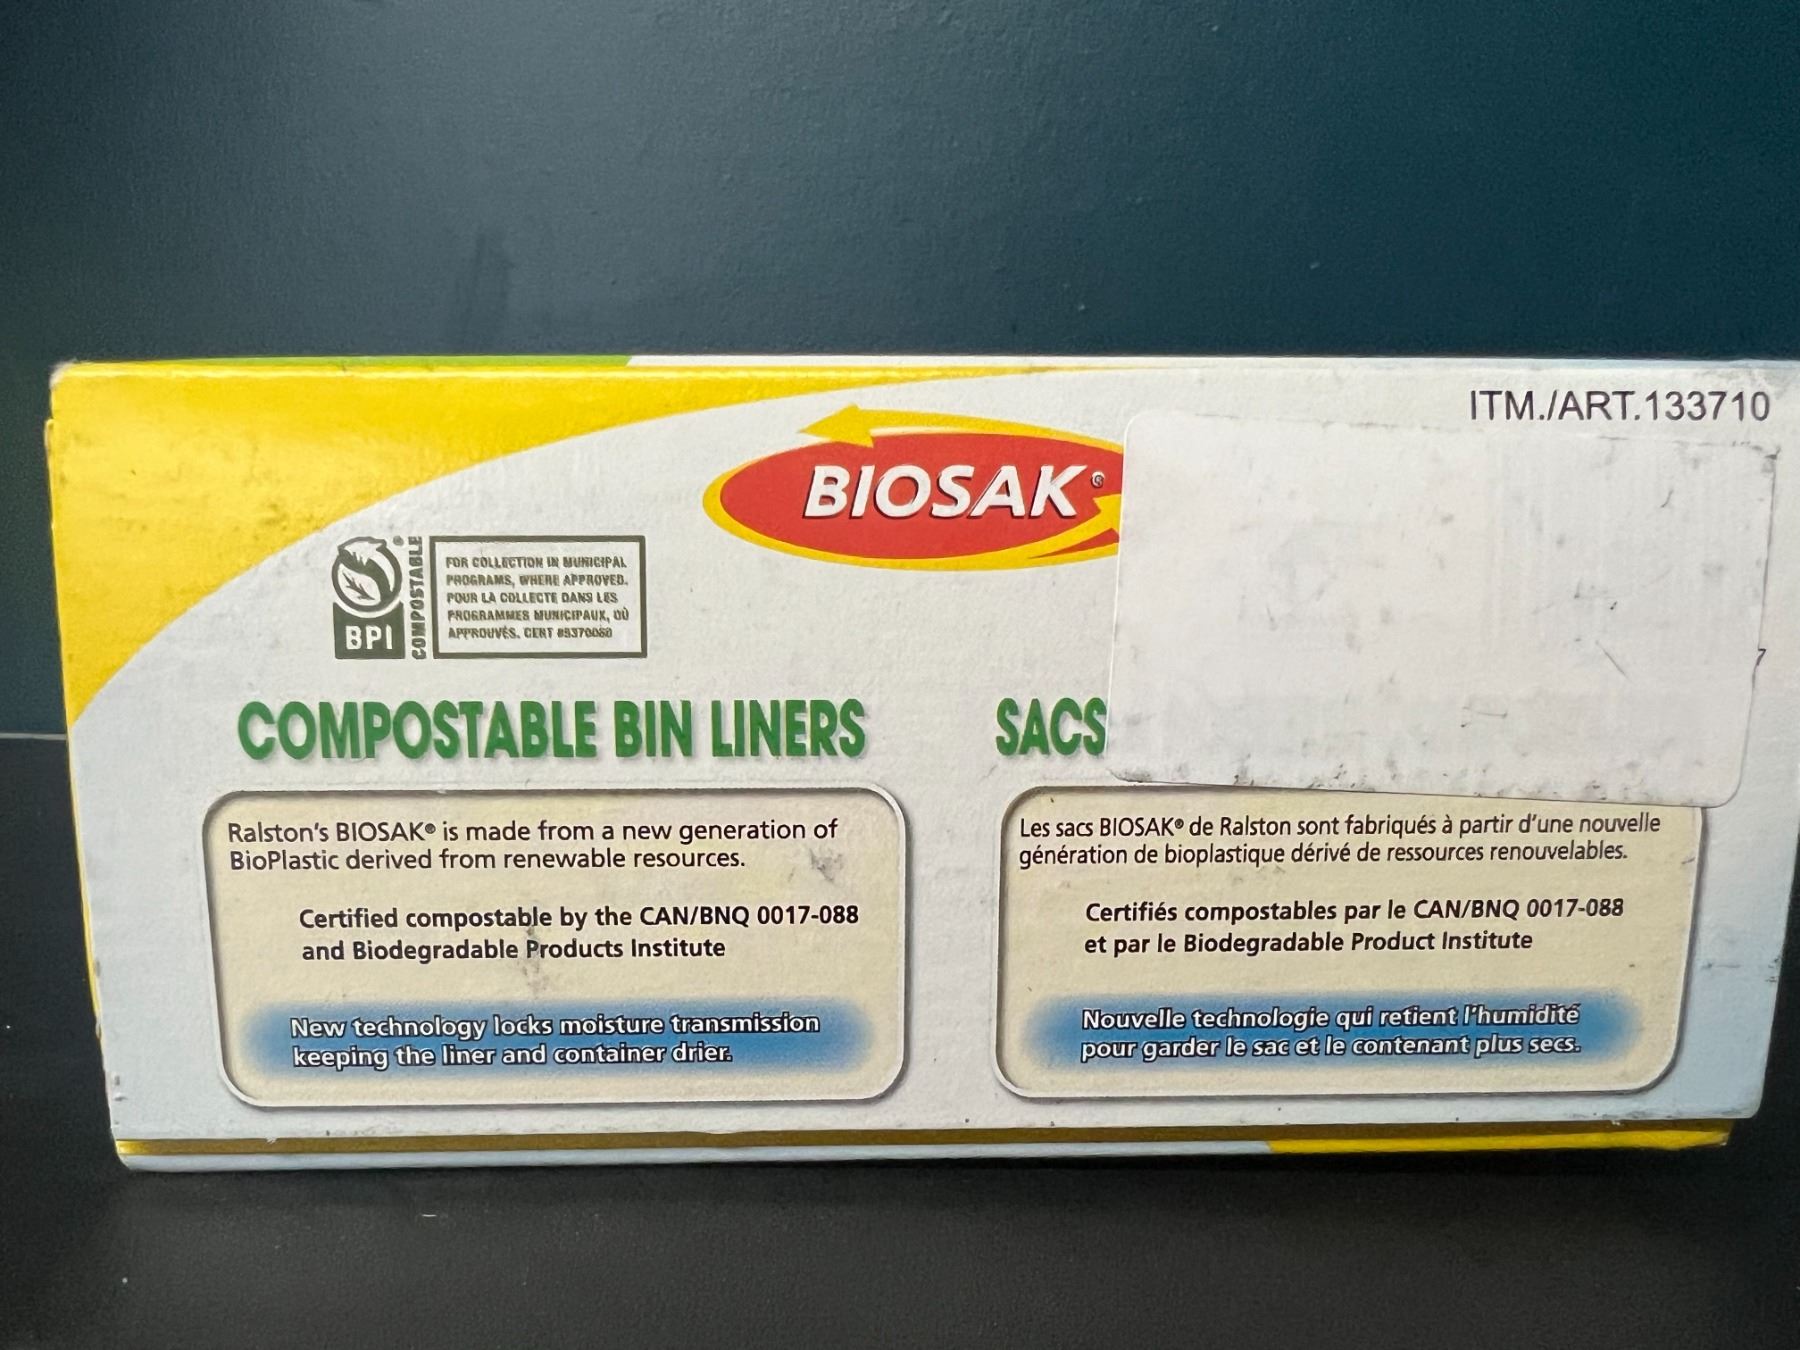 ITM./ART.133710
BIOSAK®
BPI
®
COMPOSTABLE
FOR COLLECTION IN MUNICIPAL
PROGRAMS, WHERE APPROVED.
POUR LA COLLECTE DANS LES
PROGRAMMES MUNICIPAUX, OÙ
APPROUVÉS. CERT
COMPOSTABLE BIN LINERS
Ralston's BIOSAK® is made from a new generation of
BioPlastic derived from renewable resources.
Certified compostable by the CAN/BNQ 0017-088
and Biodegradable Products Institute
New technology locks moisture transmission
keeping the liner and container drier.
SACS
7
Les sacs BIOSAK® de Ralston sont fabriqués à partir d'une nouvelle
génération de bioplastique dérivé de ressources renouvelables.
Certifiés compostables par le CAN/BNQ 0017-088
et par le Biodegradable Product Institute
Nouvelle technologie qui retient l'humidité
pour garder le sac et le contenant plus secs.